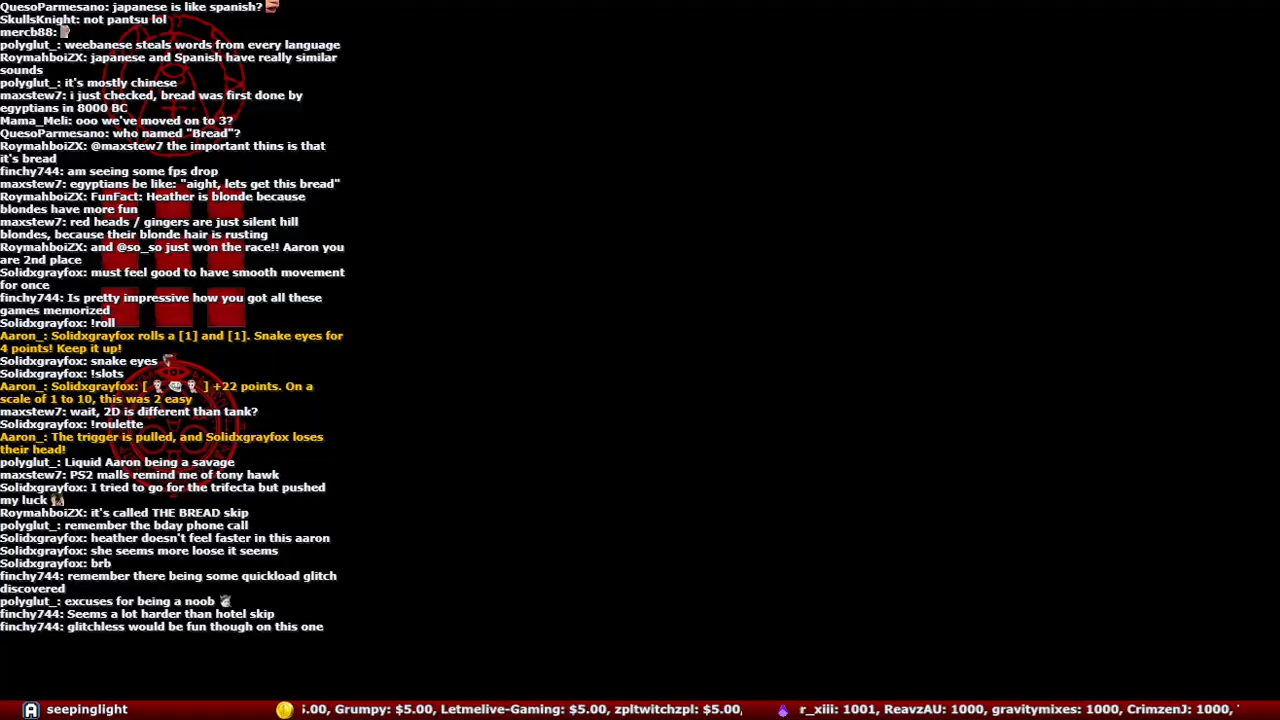 QuesoParmesano: japanese is like spanish?
SkullsKnight: not pantsu lol
mercb88:
polyglut_: weebanese steals words from every language
RoymahboiZX: japanese and Spanish have really similar
sounds
polyglut_: it's mostly chinese
maxstew7: i just checked, bread was first done by
egyptians in 8000 BC
Mama_Meli: ooo we've moved on to 3?
QuesoParmesano: who named "Bread"?
RoymahboiZX: @maxstew7 the important thins is that
it's bread
finchy744: am seeing some fps drop
maxstew7: egyptians be like: "aight, lets get this bread"
RoymahboiZX: FunFact: Heather is blonde because
blondes have more fun
maxstew7: red heads / gingers are just silent hill
blondes, because their blonde hair is rusting
RoymahboiZX: and @so_so just won the race!! Aaron you
are 2nd place
Solidxgrayfox: must feel good to have smooth movement
for once
finchy744: Is pretty impressive how you got all these
games memorized
Solidxgrayfox: !roll
Aaron_: Solidxgrayfox rolls a [1] and [1]. Snake eyes for
4 points! Keep it up!
Solidxgrayfox: snake eyes
Solidxgrayfox: !slots
Aaron_: Solidxgrayfox: [ ] +22 points. On a
scale of 1 to 10, this was 2 easy
maxstew7: wait, 2D is different than tank?
Solidxgrayfox: !roulette
Aaron_: The trigger is pulled, and Solidxgrayfox loses
their head!
polyglut_: Liquid Aaron being a savage
maxstew7: PS2 malls remind me of tony hawk
Solidxgrayfox: I tried to go for the trifecta but pushed
my luck
RoymahboiZX: it's called THE BREAD skip
polyglut_: remember the bday phone call
Solidxgrayfox: heather doesn't feel faster in this aaron
Solidxgrayfox: she seems more loose it seems
Solidxgrayfox: brb
finchy744: remember there being some quickload glitch
discovered
polyglut_: excuses for being a noob
finchy744: Seems a lot harder than hotel skip
finchy744: glitchless would be fun though on this one
A seepinglight 5.00, Grumpy: $5.00, Letmelive-Gaming: $5.00, zpltwitchzpl: $5.00, r_xiii: 1001, ReavzAU: 1000, gravitymixes: 1000, CrimzenJ: 1000,